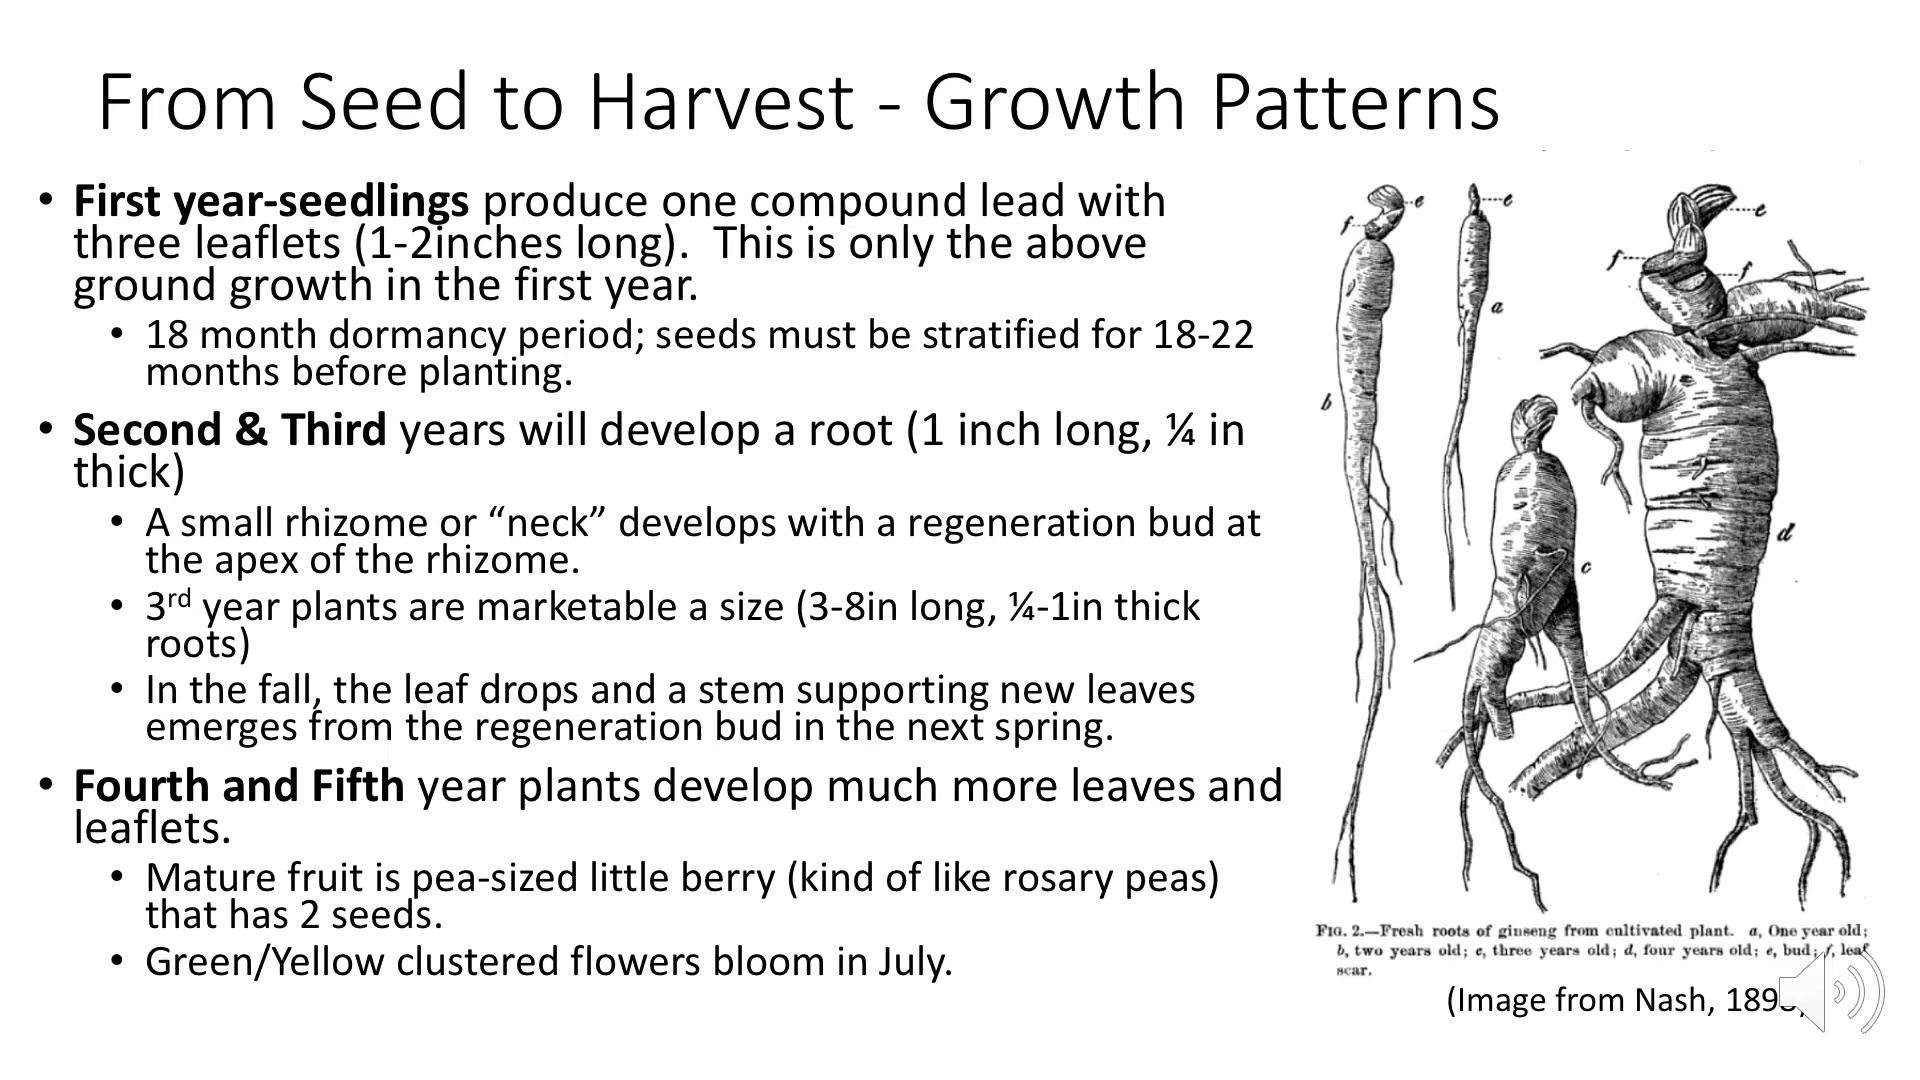 From Seed to Harvest - Growth Patterns
• First year-seedlings produce one compound lead with
three leaflets (1-2inches long).  This is only the above
ground growth in the first year.
• 18 month dormancy period; seeds must be stratified for 18-22
months before planting.
• Second & Third years will develop a root (1 inch long, ¼ in
thick)
• A small rhizome or “neck” develops with a regeneration bud at
the apex of the rhizome.
• 3rd year plants are marketable a size (3-8in long, ¼-1in thick
roots)
• In the fall, the leaf drops and a stem supporting new leaves
emerges from the regeneration bud in the next spring.
• Fourth and Fifth year plants develop much more leaves and
leaflets.
• Mature fruit is pea-sized little berry (kind of like rosary peas)
that has 2 seeds.
• Green/Yellow clustered flowers bloom in July.
e
e
e
f
f
f
a
b
c
d
FIG. 2.—Fresh roots of ginseng from cultivated plant. a, One year old;
b, two years old; c, three years old; d, four years old; e, bud; f, leaf
scar.
(Image from Nash,